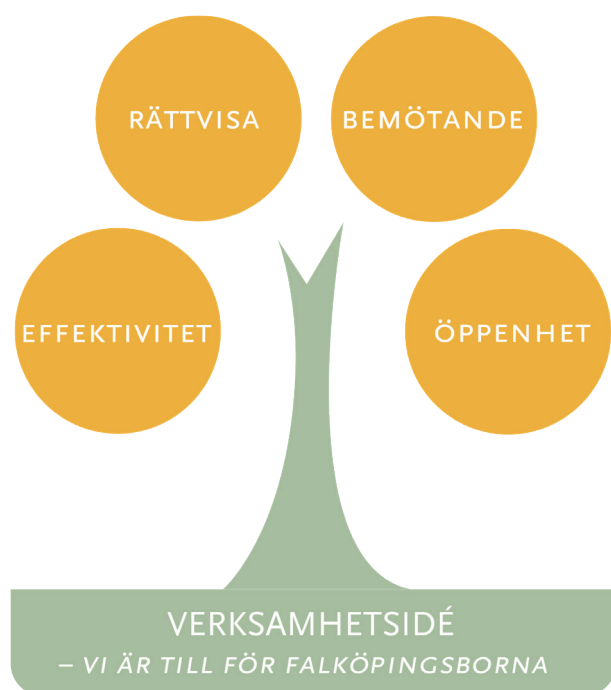 RÄTTVISA
BEMÖTANDE
EFFEKTIVITET
ÖPPENHET
VERKSAMHETSIDÉ
– VI ÄR TILL FÖR FALKÖPINGSBORNA